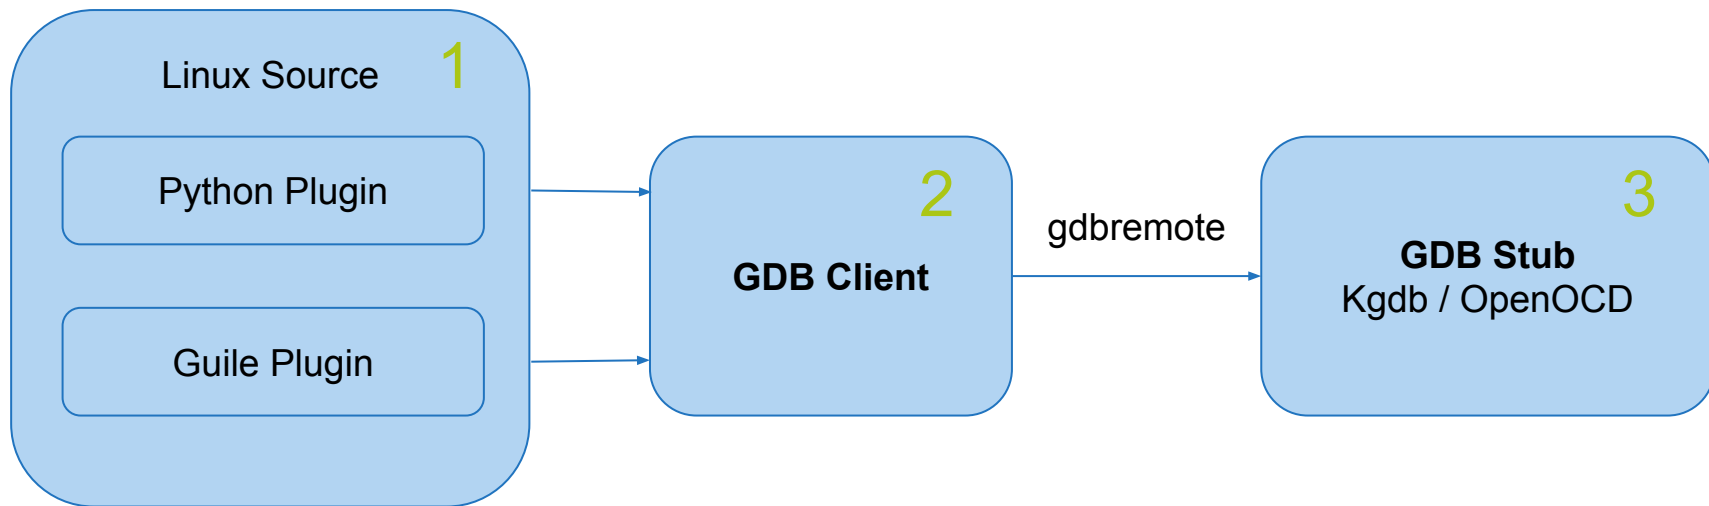 Linux Source
1
Python Plugin
Guile Plugin
2
GDB Client
gdbremote
3
GDB Stub
Kgdb / OpenOCD